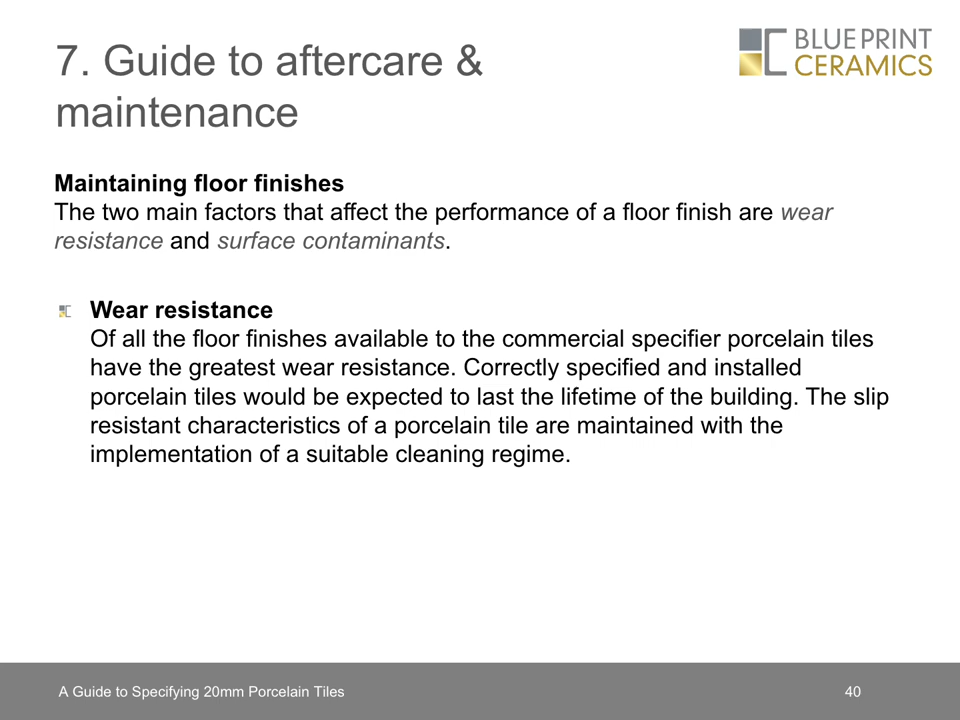 7. Guide to aftercare &
maintenance
BLUEPRINT
CERAMICS
Maintaining floor finishes
The two main factors that affect the performance of a floor finish are wear
resistance and surface contaminants.
Wear resistance
Of all the floor finishes available to the commercial specifier porcelain tiles
have the greatest wear resistance. Correctly specified and installed
porcelain tiles would be expected to last the lifetime of the building. The slip
resistant characteristics of a porcelain tile are maintained with the
implementation of a suitable cleaning regime.
A Guide to Specifying 20mm Porcelain Tiles
40